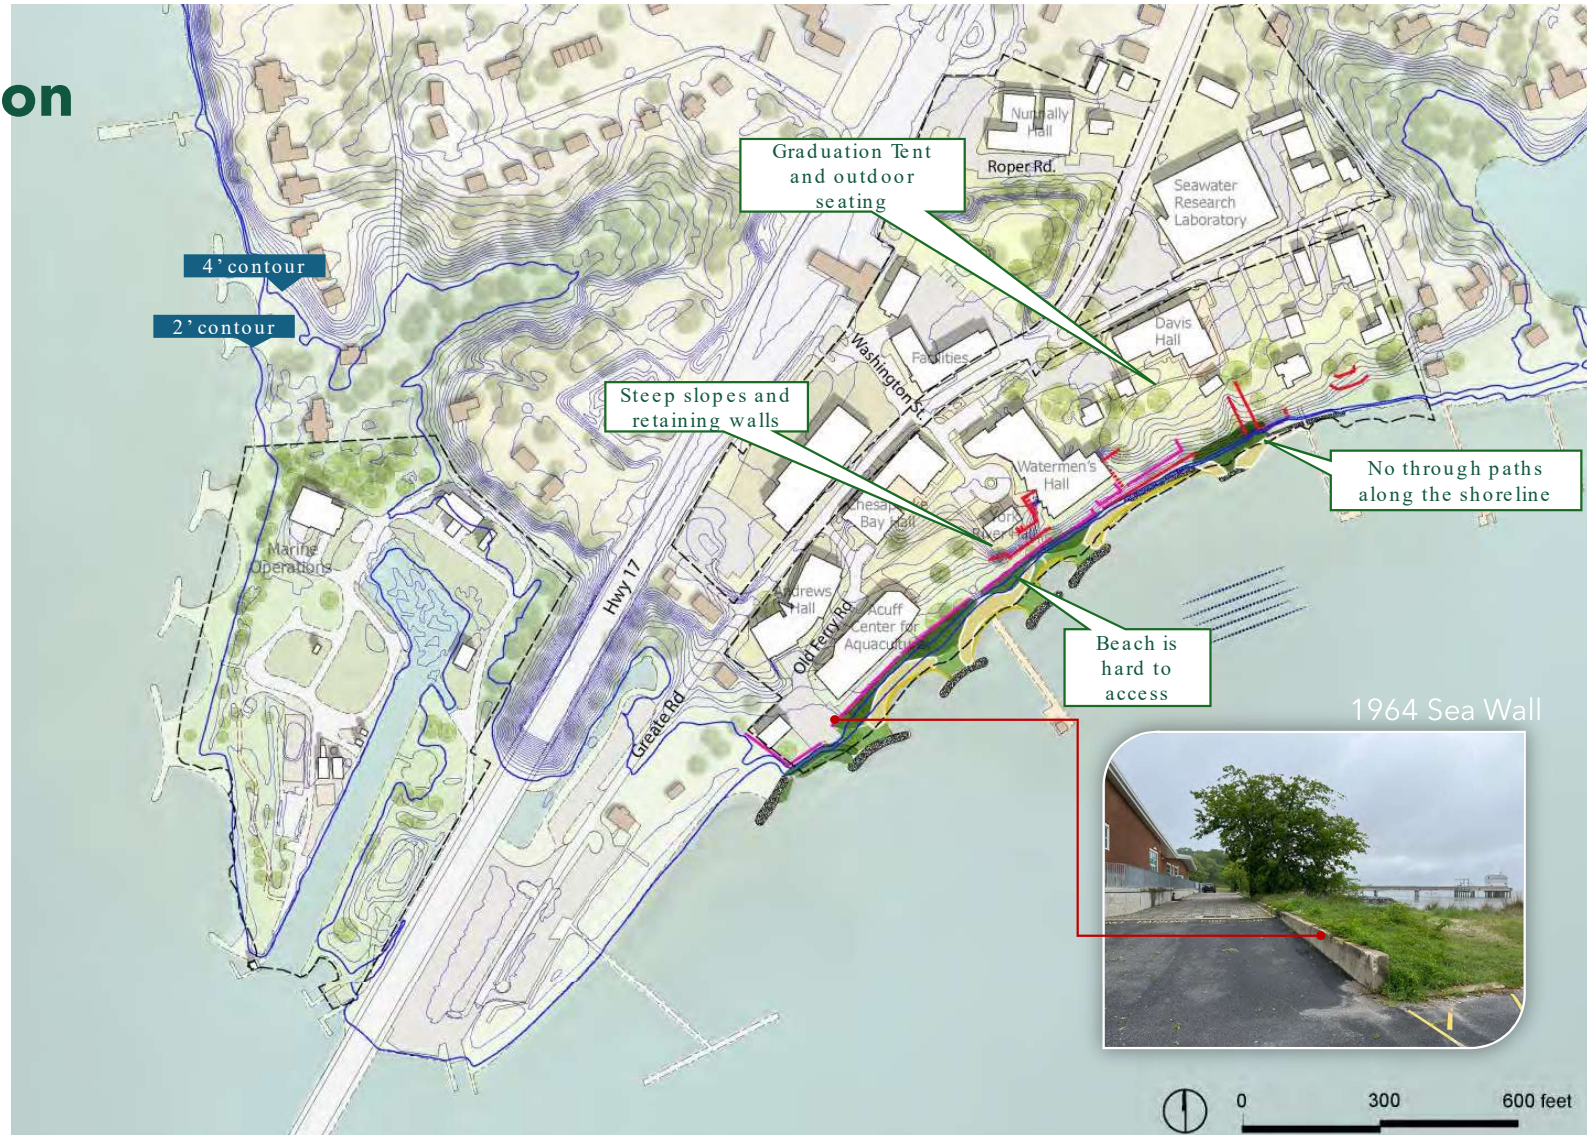 on
Nunnally
Hall
Roper Rd.
Graduation Tent
and outdoor
seating
Seawater
Research
Laboratory
4’ contour
2’ contour
Davis
Hall
Washington St.
Facilities
Steep slopes and
retaining walls
Watermen's
Hall
No through paths
along the shoreline
Chesapeake
Bay Hall
York
River Hall
Marine
Operations
Hwy 17
Andrews
Hall
Old Ferry Rd
Acuff
Center for
Aquaculture
Beach is
hard to
access
Greate Rd
1964 Sea Wall
0 300 600 feet